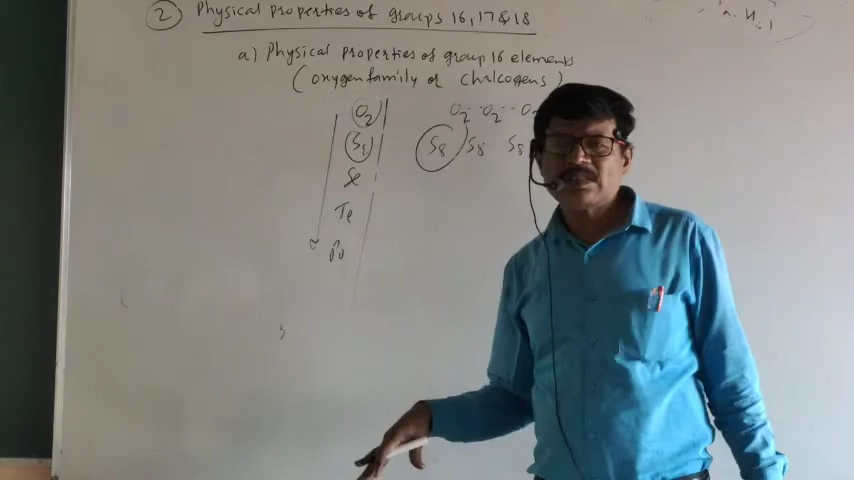 2 Physical properties of groups 16, 17 & 18
a) Physical properties of group 16 elements
(oxygen family or chalcogens)
O2 O2 ·· O2 ·· O2
S8 S8 S8 S8
Se
Te
Po